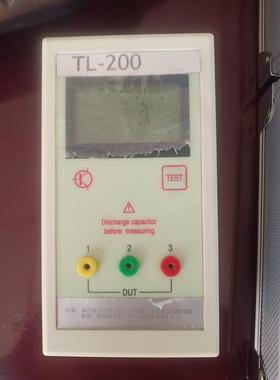 TL-200
TEST
Discharge capacitor
before measuring
1 2 3
DUT